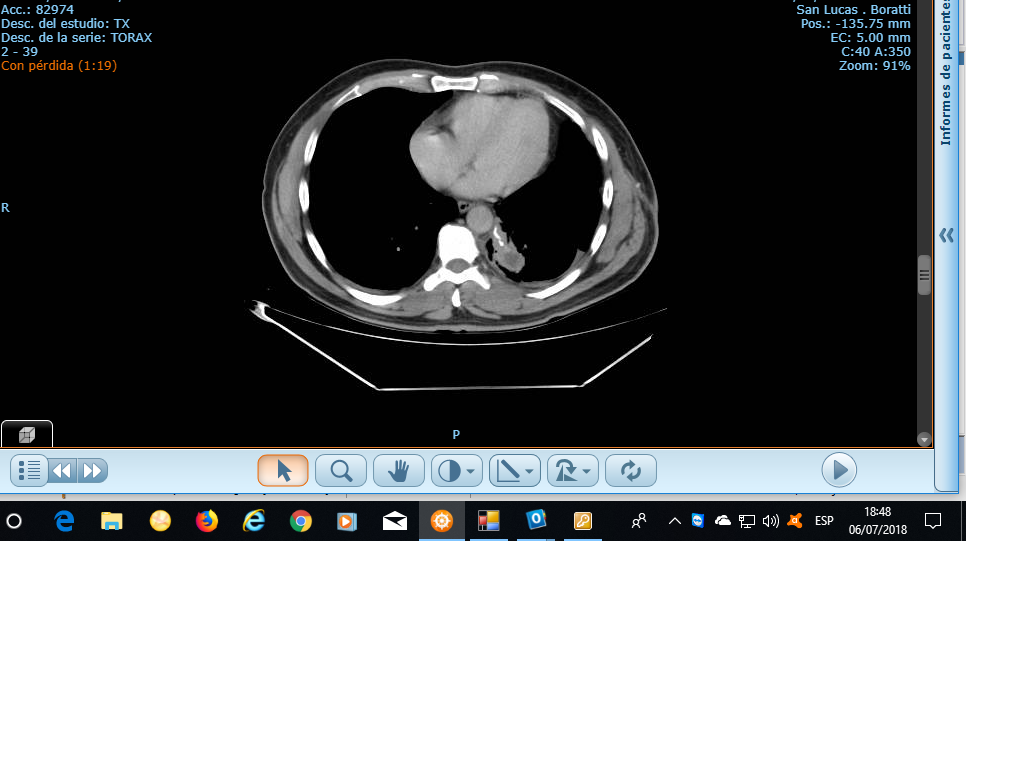 Acc.: 82974
Desc. del estudio: TX
Desc. de la serie: TORAX
2 - 39
Con pérdida (1:19)
San Lucas . Boratti
Pos.: -135.75 mm
EC: 5.00 mm
C:40 A:350
Zoom: 91%
Informes de pacientes
R
P
ESP
18:48
06/07/2018